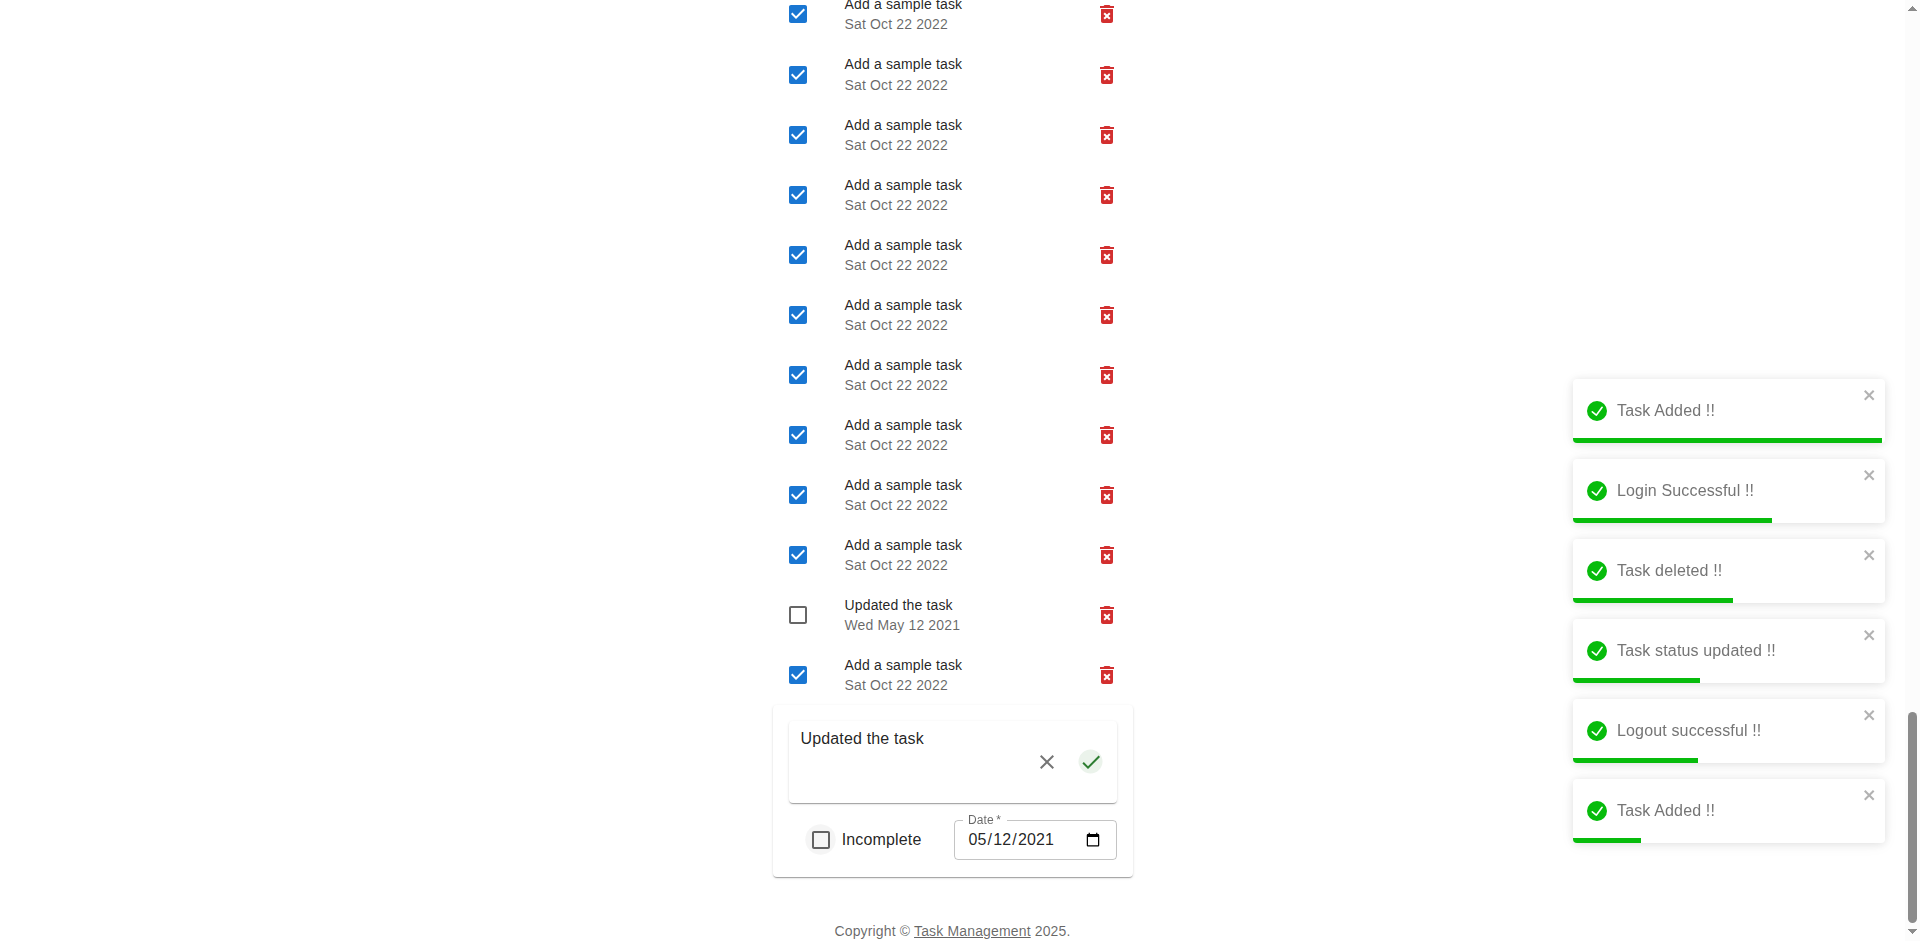 Add a sample task
Sat Oct 22 2022
Add a sample task
Sat Oct 22 2022
Add a sample task
Sat Oct 22 2022
Add a sample task
Sat Oct 22 2022
Add a sample task
Sat Oct 22 2022
Add a sample task
Sat Oct 22 2022
Add a sample task
Sat Oct 22 2022
Add a sample task
Sat Oct 22 2022
Add a sample task
Sat Oct 22 2022
Add a sample task
Sat Oct 22 2022
Updated the task
Wed May 12 2021
Add a sample task
Sat Oct 22 2022
Updated the task
Incomplete
Date *
05/12/2021
Copyright © Task Management 2025.
Task Added !!
Login Successful !!
Task deleted !!
Task status updated !!
Logout successful !!
Task Added !!